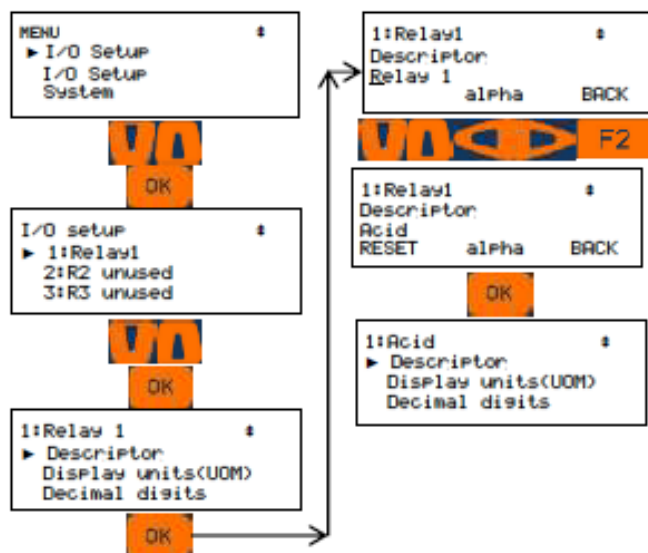 MENU
I/O Setup
I/O Setup
System
OK
I/O setup
1:Relay1
2:R2 unused
3:R3 unused
OK
1:Relay 1
Descriptor
Display units(UOM)
Decimal digits
OK
1:Relay1
Descriptor
Relay 1
alpha BACK
F2
1:Relay1
Descriptor
Acid
RESET alpha BACK
OK
1:Acid
Descriptor
Display units(UOM)
Decimal digits